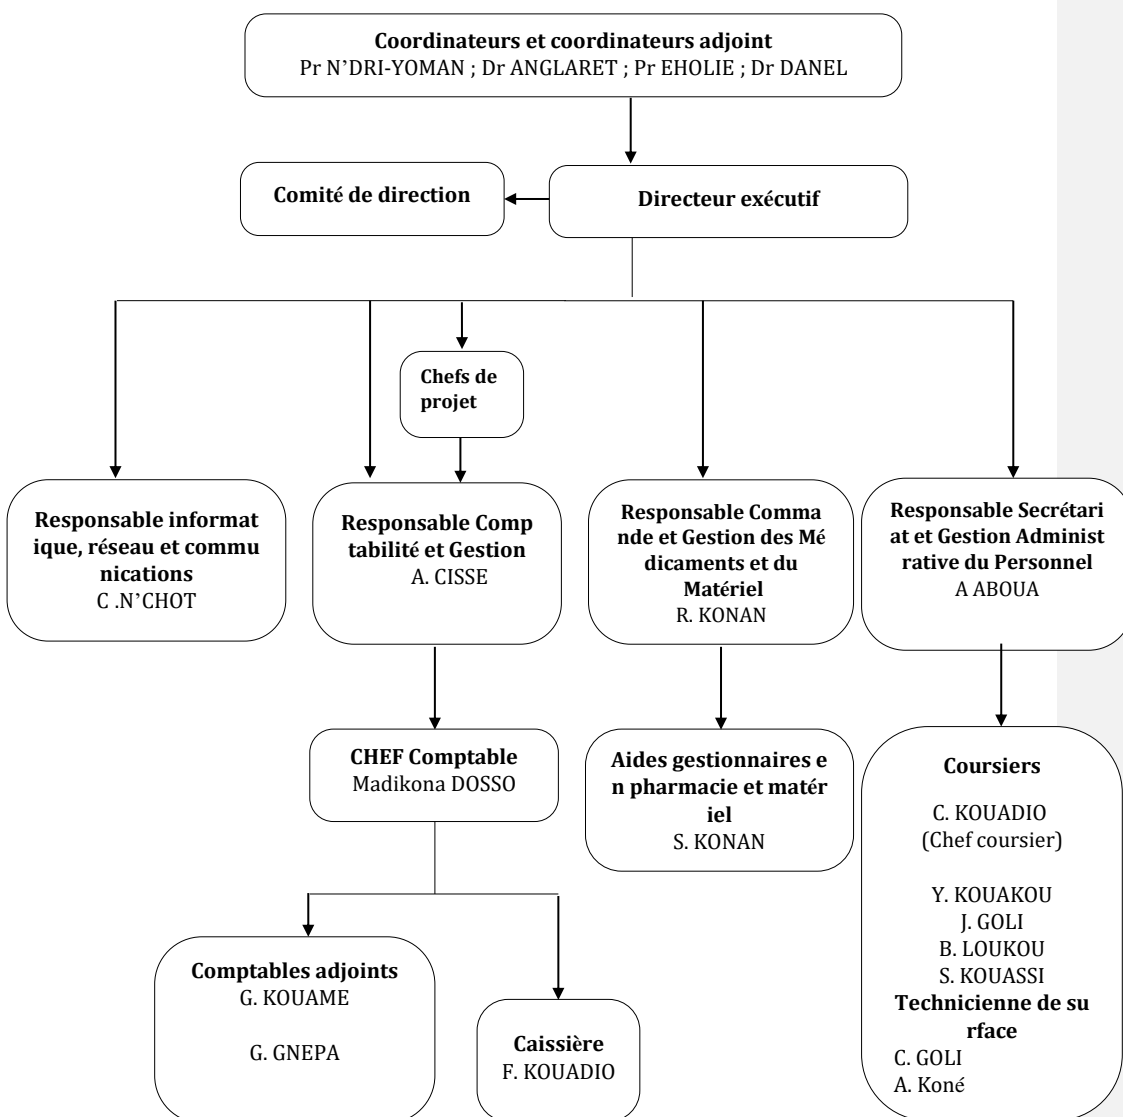 Coordinateurs et coordinateurs adjoint
Pr N’DRI-YOMAN ; Dr ANGLARET ; Pr EHOLIE ; Dr DANEL
Comité de direction
Directeur exécutif
Chefs de
projet
Responsable informat
ique, réseau et commu
nications
C .N’CHOT
Responsable Comp
tabilité et Gestion
A. CISSE
Responsable Comma
nde et Gestion des Mé
dicaments et du
Matériel
R. KONAN
Responsable Secrétari
at et Gestion Administ
rative du Personnel
A ABOUA
CHEF Comptable
Madikona DOSSO
Aides gestionnaires e
n pharmacie et matér
iel
S. KONAN
Coursiers
C. KOUADIO
(Chef coursier)
Y. KOUAKOU
J. GOLI
B. LOUKOU
S. KOUASSI
Technicienne de su
rface
C. GOLI
A. Koné
Comptables adjoints
G. KOUAME
G. GNEPA
Caissière
F. KOUADIO